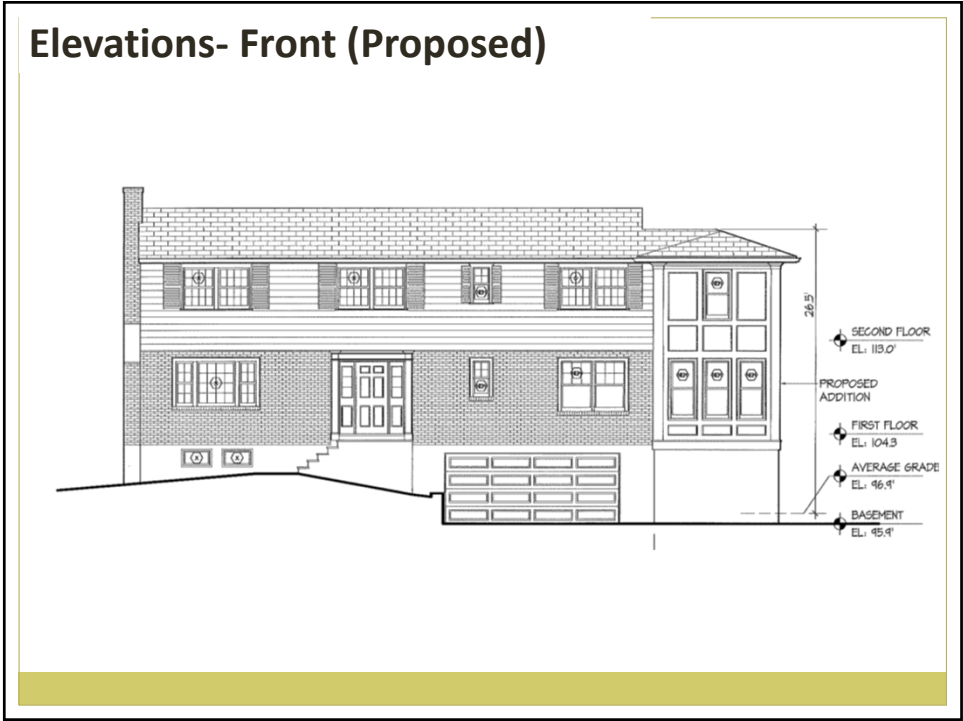 Elevations- Front (Proposed)
26.5'
SECOND FLOOR
EL: 113.0'
PROPOSED
ADDITION
FIRST FLOOR
EL: 104.3
AVERAGE GRADE
EL: 96.9'
BASEMENT
EL: 95.9'